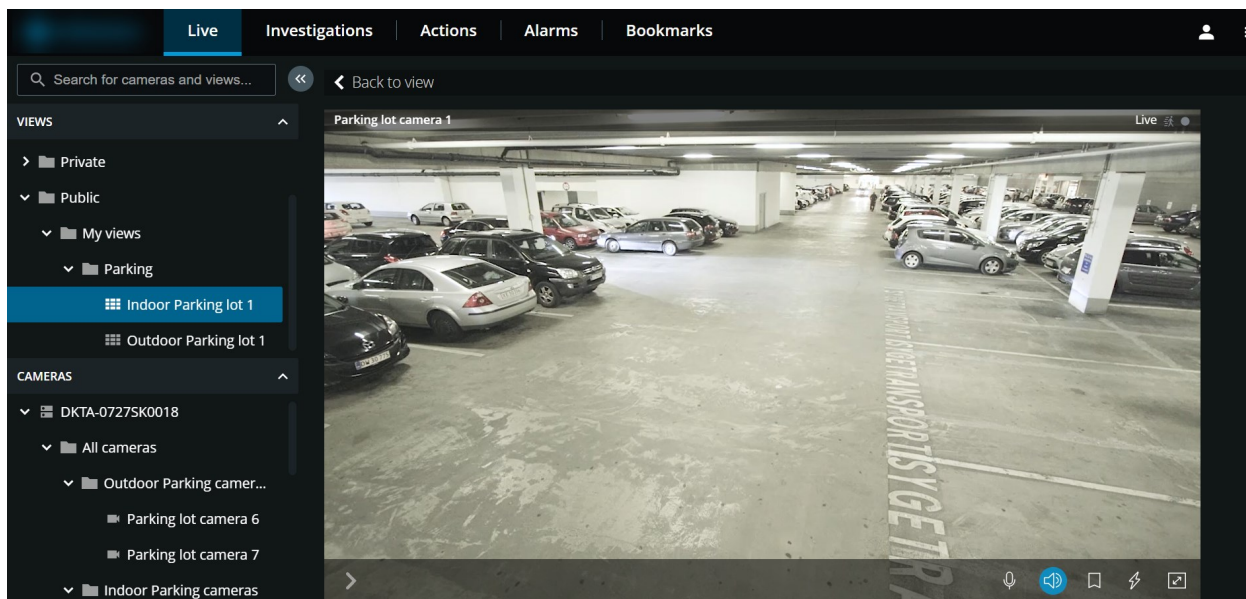 Live
Investigations
Actions
Alarms
Bookmarks
Search for cameras and views...
Back to view
VIEWS
Private
Public
My views
Parking
Indoor Parking lot 1
Outdoor Parking lot 1
CAMERAS
DKTA-0727SK0018
All cameras
Outdoor Parking camer...
Parking lot camera 6
Parking lot camera 7
Indoor Parking cameras
Parking lot camera 1
Live